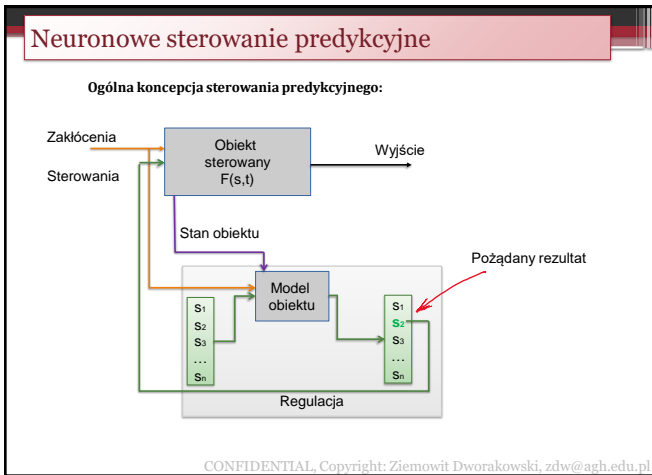 Neuronowe sterowanie predykcyjne
Ogólna koncepcja sterowania predykcyjnego:
Zakłócenia
Sterowania
Obiekt
sterowany
F(s,t)
Wyjście
Stan obiektu
Pożądany rezultat
Model
obiektu
s1
s2
s3
...
sn
s1
s2
s3
...
sn
Regulacja
CONFIDENTIAL, Copyright: Ziemowit Dworakowski, zdw@agh.edu.pl